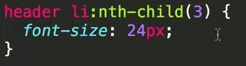 header li:nth-child(3) {
  font-size: 24px;
}